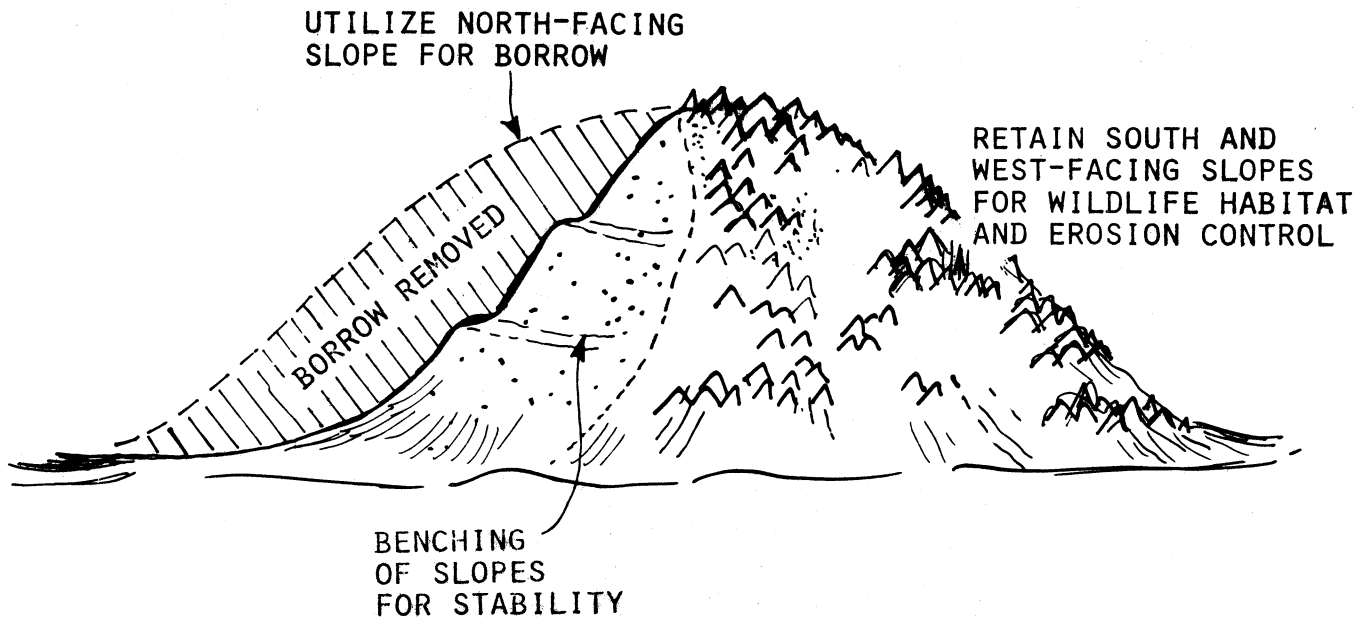 UTILIZE NORTH-FACING
SLOPE FOR BORROW
RETAIN SOUTH AND
WEST-FACING SLOPES
FOR WILDLIFE HABITAT
AND EROSION CONTROL
BORROW REMOVED
BENCHING
OF SLOPES
FOR STABILITY